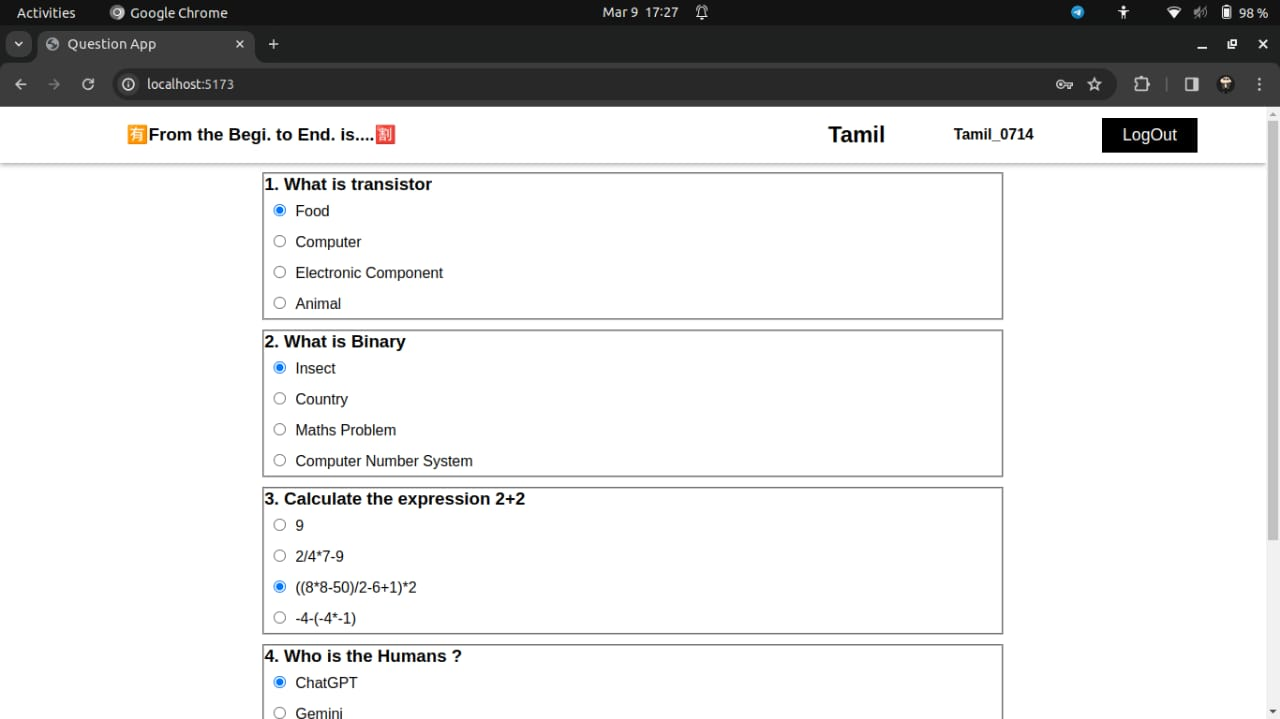 Activities Google Chrome Mar 9 17:27 98 %
Question App
localhost:5173
🈶From the Begi. to End. is....🈹 Tamil Tamil_0714 LogOut
1. What is transistor
Food
Computer
Electronic Component
Animal
2. What is Binary
Insect
Country
Maths Problem
Computer Number System
3. Calculate the expression 2+2
9
2/4*7-9
((8*8-50)/2-6+1)*2
-4-(-4*-1)
4. Who is the Humans ?
ChatGPT
Gemini